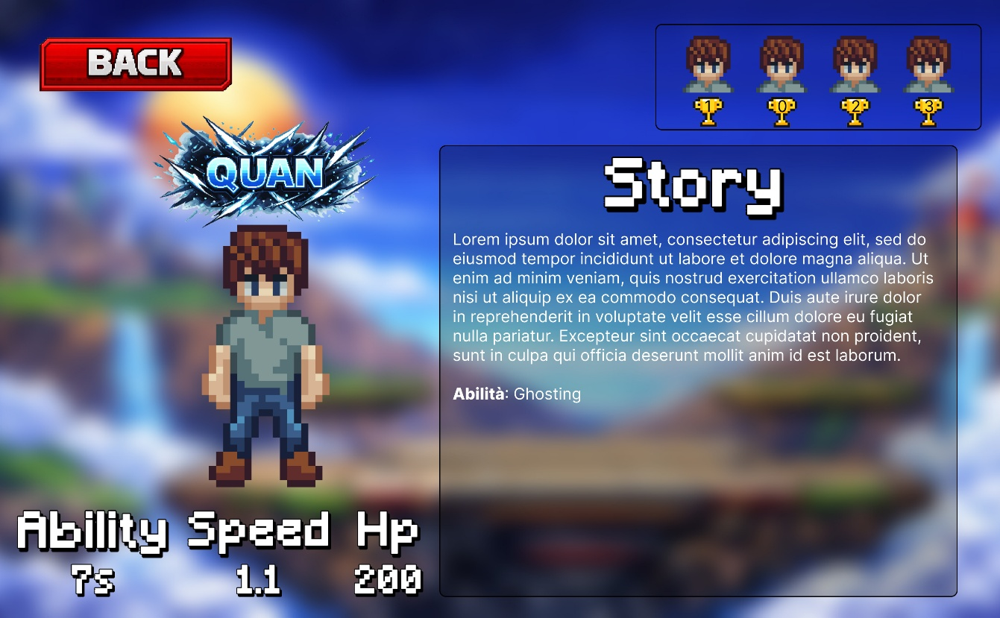 BACK
1 0 2 3
QUAN
Story
Lorem ipsum dolor sit amet, consectetur adipiscing elit, sed do
eiusmod tempor incididunt ut labore et dolore magna aliqua. Ut
enim ad minim veniam, quis nostrud exercitation ullamco laboris
nisi ut aliquip ex ea commodo consequat. Duis aute irure dolor
in reprehenderit in voluptate velit esse cillum dolore eu fugiat
nulla pariatur. Excepteur sint occaecat cupidatat non proident,
sunt in culpa qui officia deserunt mollit anim id est laborum.
Abilità: Ghosting
Ability Speed Hp
7s 1.1 200